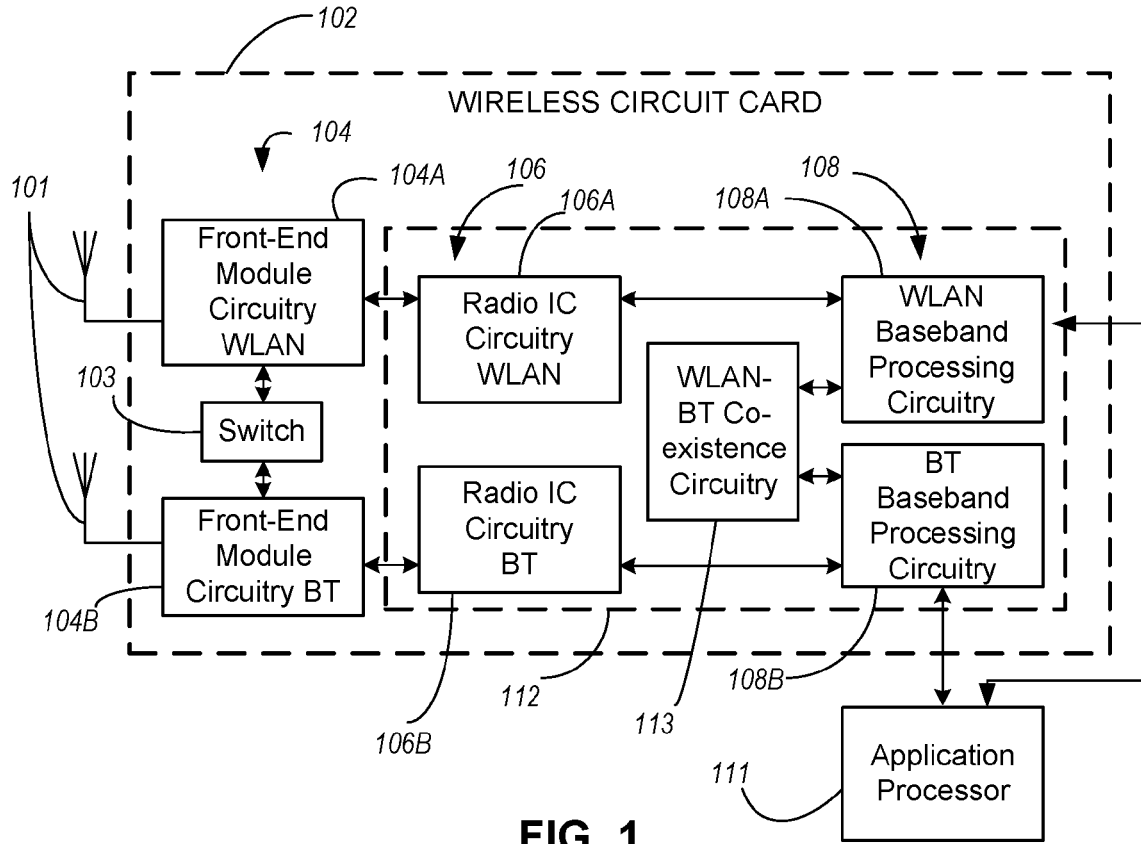 102
WIRELESS CIRCUIT CARD
104
101
104A
106
106A
108
108A
Front-End
Module
Circuitry
WLAN
Radio IC
Circuitry
WLAN
WLAN
Baseband
Processing
Circuitry
103
Switch
WLAN-
BT Co-
existence
Circuitry
Front-End
Module
Circuitry BT
Radio IC
Circuitry
BT
BT
Baseband
Processing
Circuitry
104B
106B
112
113
108B
111
Application
Processor
FIG. 1